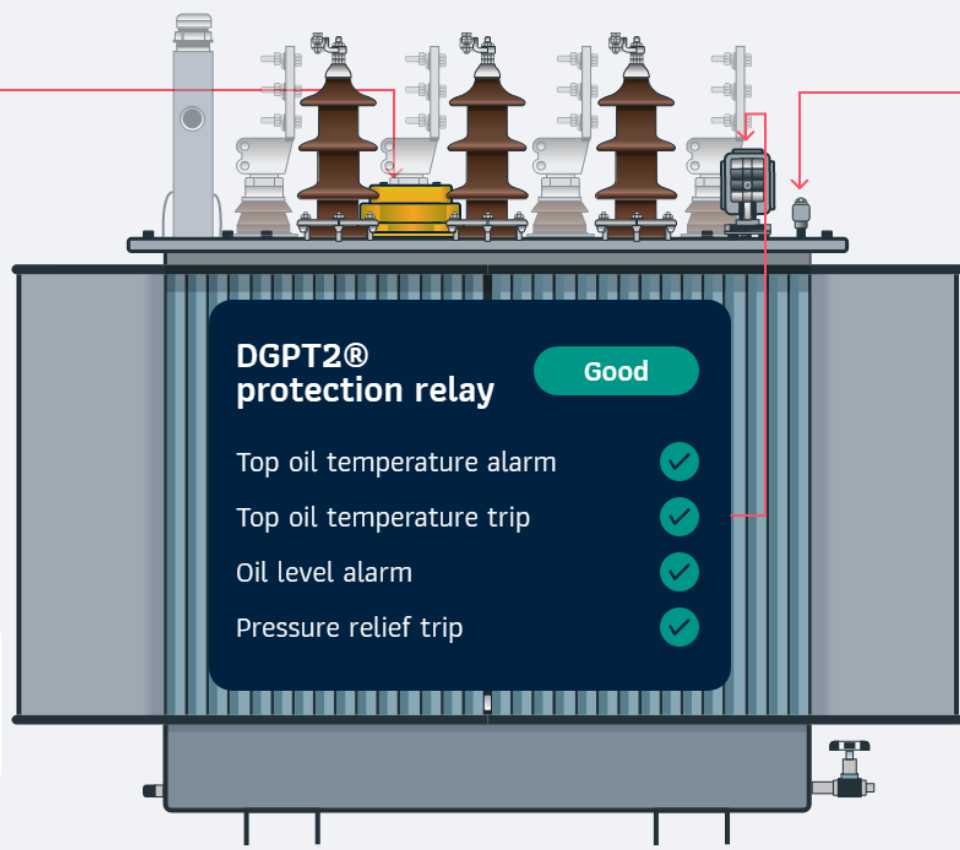 DGPT2®
protection relay
Good
Top oil temperature alarm
Top oil temperature trip
Oil level alarm
Pressure relief trip